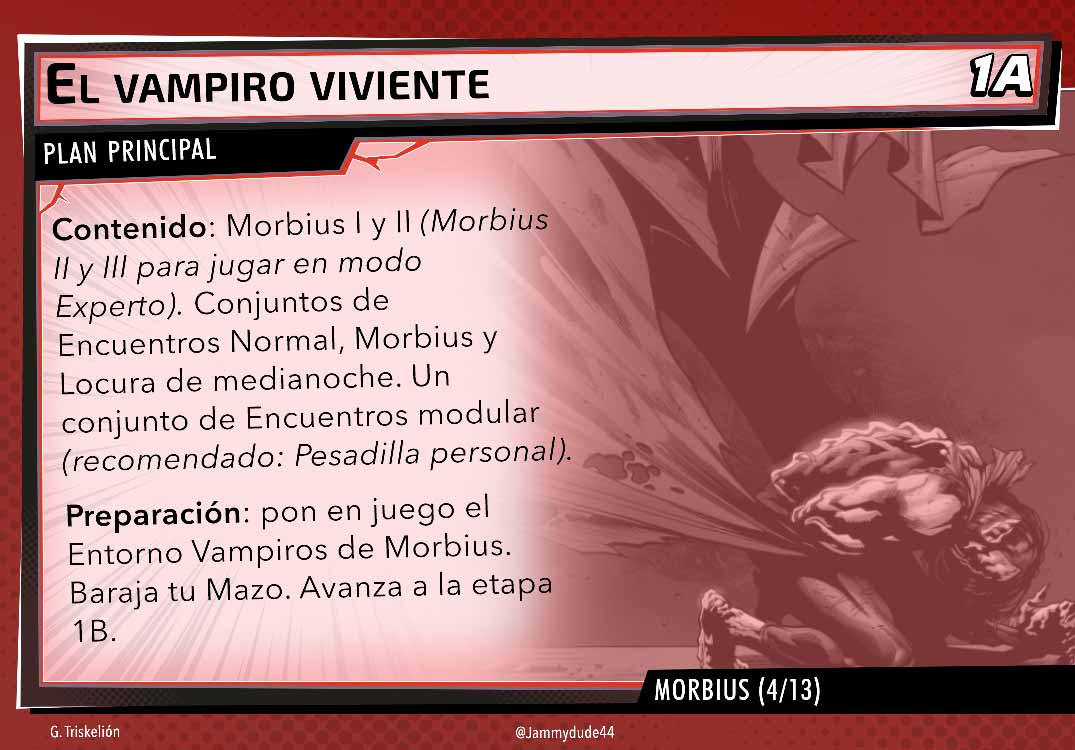 El vampiro viviente
1A
PLAN PRINCIPAL
Contenido: Morbius I y II (Morbius
II y III para jugar en modo
Experto). Conjuntos de
Encuentros Normal, Morbius y
Locura de medianoche. Un
conjunto de Encuentros modular
(recomendado: Pesadilla personal).
Preparación: pon en juego el
Entorno Vampiros de Morbius.
Baraja tu Mazo. Avanza a la etapa
1B.
MORBIUS (4/13)
G. Triskelión
@Jammydude44